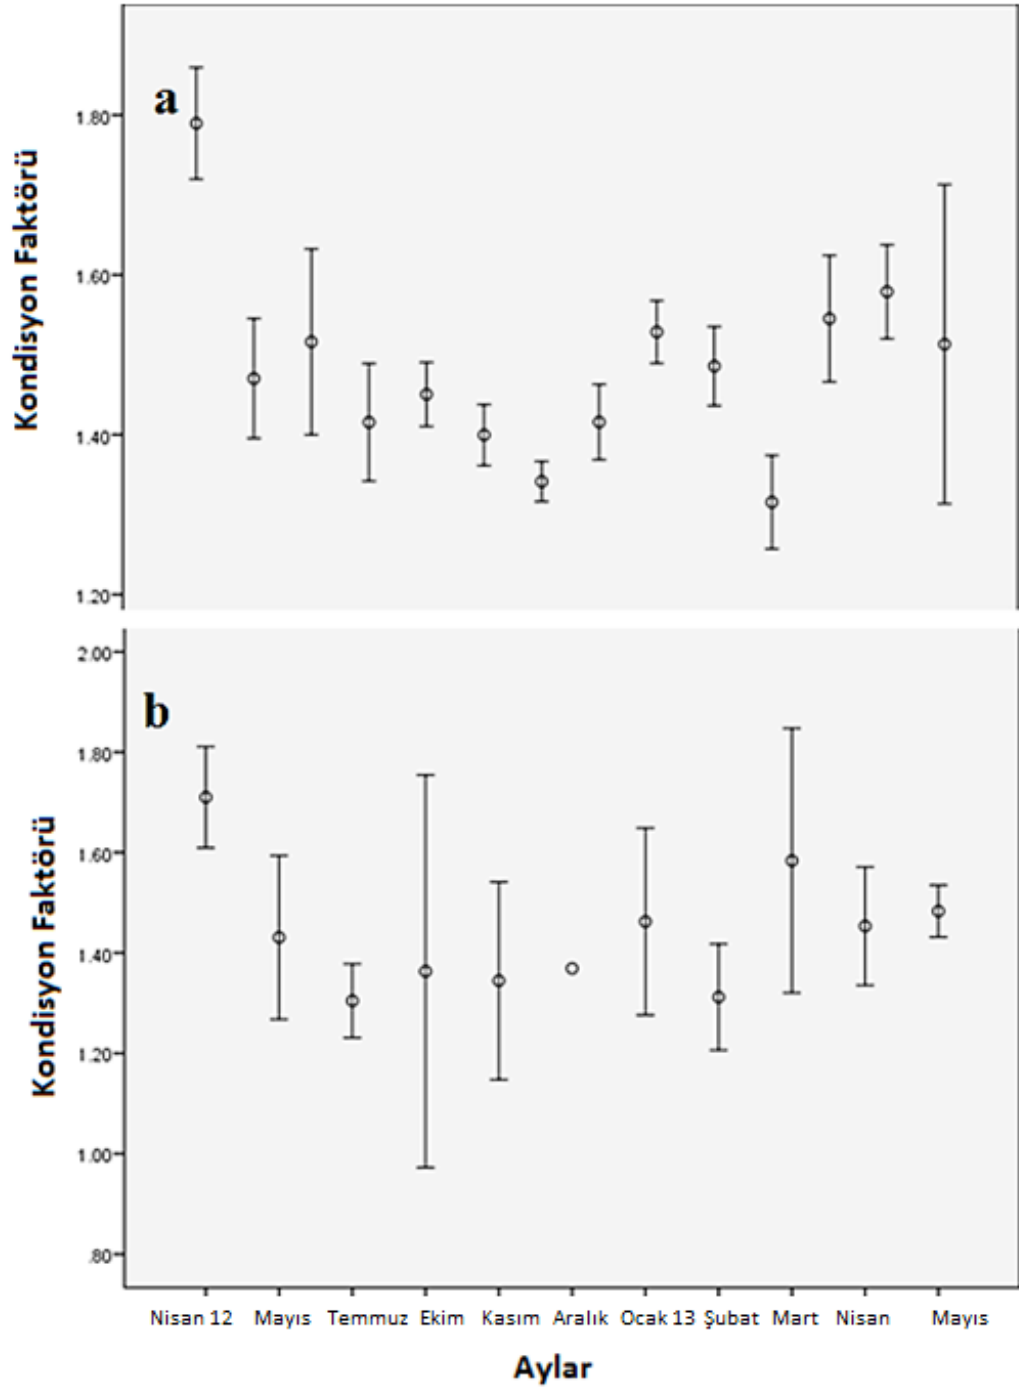 a
Kondisyon Faktörü
1.80
1.60
1.40
1.20
b
Kondisyon Faktörü
2.00
1.80
1.60
1.40
1.20
1.00
.80
Nisan 12 Mayıs Temmuz Ekim Kasım Aralık Ocak 13 Şubat Mart Nisan Mayıs
Aylar